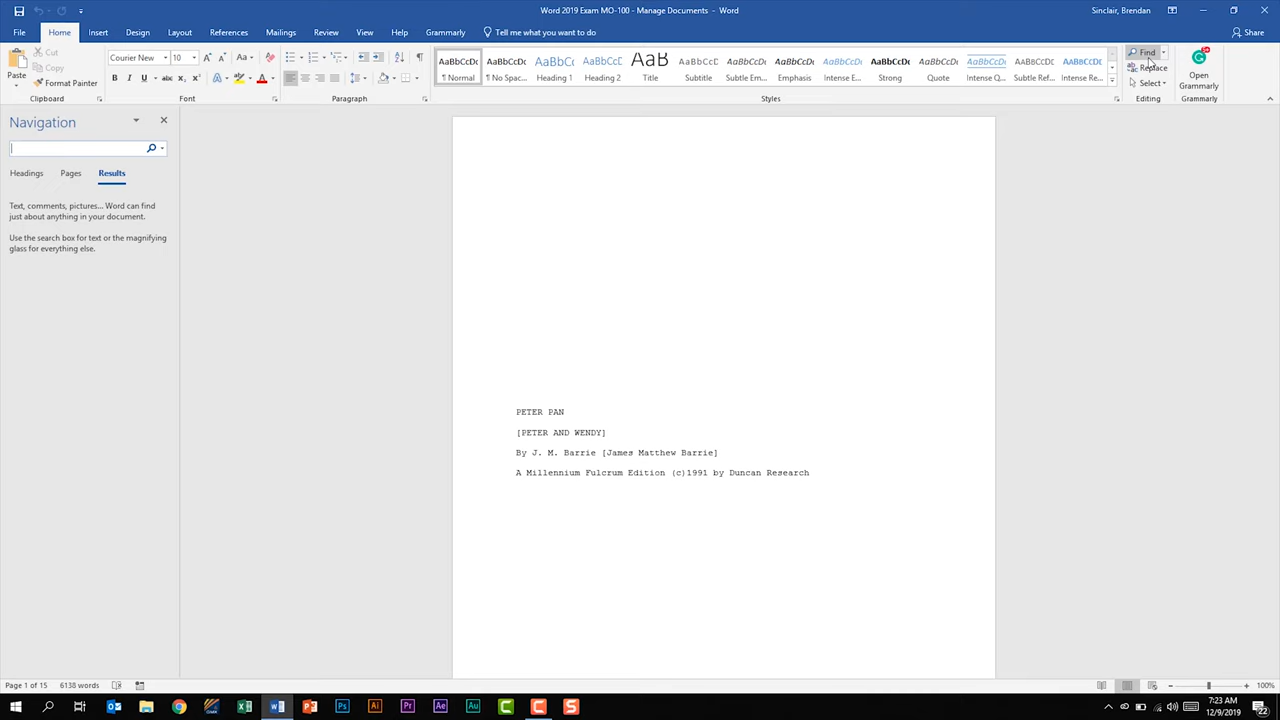 Word 2019 Exam MO-100 - Manage Documents - Word
Sinclair, Brendan
File Home Insert Design Layout References Mailings Review View Help Grammarly Tell me what you want to do Share
Paste
Cut
Copy
Format Painter
Clipboard
Courier New 10
Font
Paragraph
AaBbCcDc AaBbCcDc AaBbCc AaBbCcC AaB AaBbCcC AaBbCcDc AaBbCcDc AaBbCcDc AaBbCcDc AaBbCcDc AaBbCcDc AABBCCDC AABBCCDC
¶ Normal ¶ No Spac... Heading 1 Heading 2 Title Subtitle Subtle Em... Emphasis Intense E... Strong Quote Intense Q... Subtle Ref... Intense Re...
Styles
Find
Replace
Select
Editing
Open
Grammarly
Grammarly
Navigation
Headings Pages Results
Text, comments, pictures... Word can find
just about anything in your document.
Use the search box for text or the magnifying
glass for everything else.
PETER PAN
[PETER AND WENDY]
By J. M. Barrie [James Matthew Barrie]
A Millennium Fulcrum Edition (c)1991 by Duncan Research
Page 1 of 15 6138 words
100%
7:23 AM
12/9/2019
22